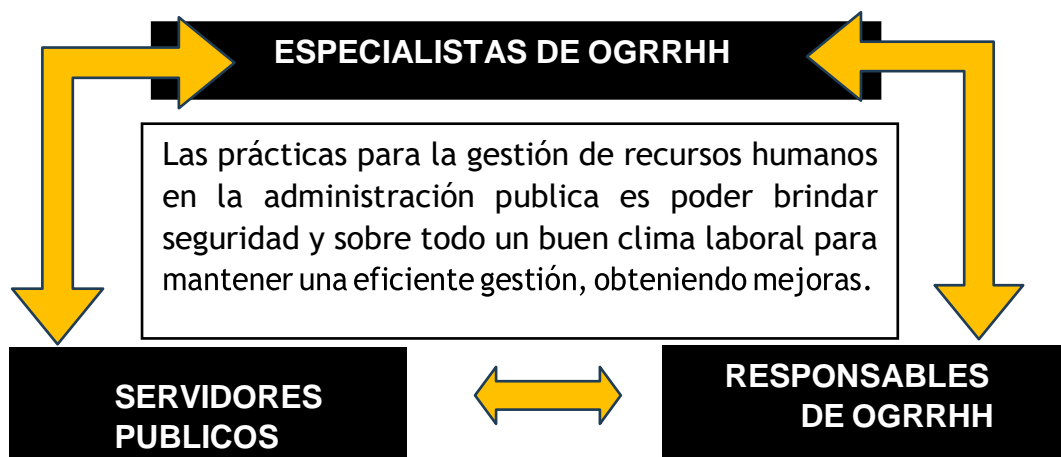 ESPECIALISTAS DE OGRRHH
Las prácticas para la gestión de recursos humanos
en la administración publica es poder brindar
seguridad y sobre todo un buen clima laboral para
mantener una eficiente gestión, obteniendo mejoras.
SERVIDORES
PUBLICOS
RESPONSABLES
DE OGRRHH